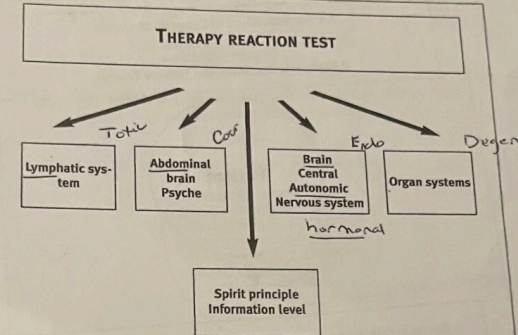 THERAPY REACTION TEST
Toxic
Endo
Degen
Lymphatic sys-
tem
Abdominal
brain
Psyche
Brain
Central
Autonomic
Nervous system
Organ systems
hormonal
Spirit principle
Information level